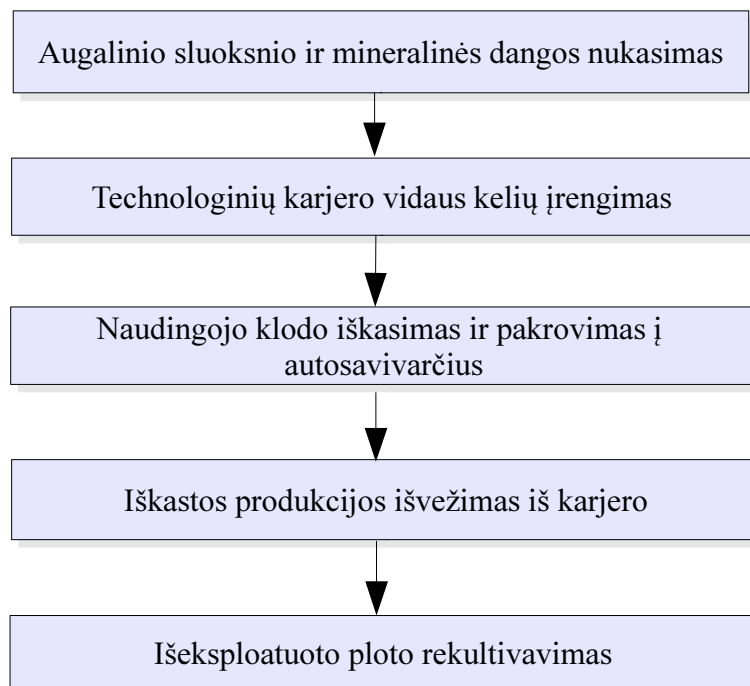 Augalinio sluoksnio ir mineralinės dangos nukasimas
Technologinių karjero vidaus kelių įrengimas
Naudingojo klodo iškasimas ir pakrovimas į
autosavivarčius
Iškastos produkcijos išvežimas iš karjero
Išeksploatuoto ploto rekultivavimas